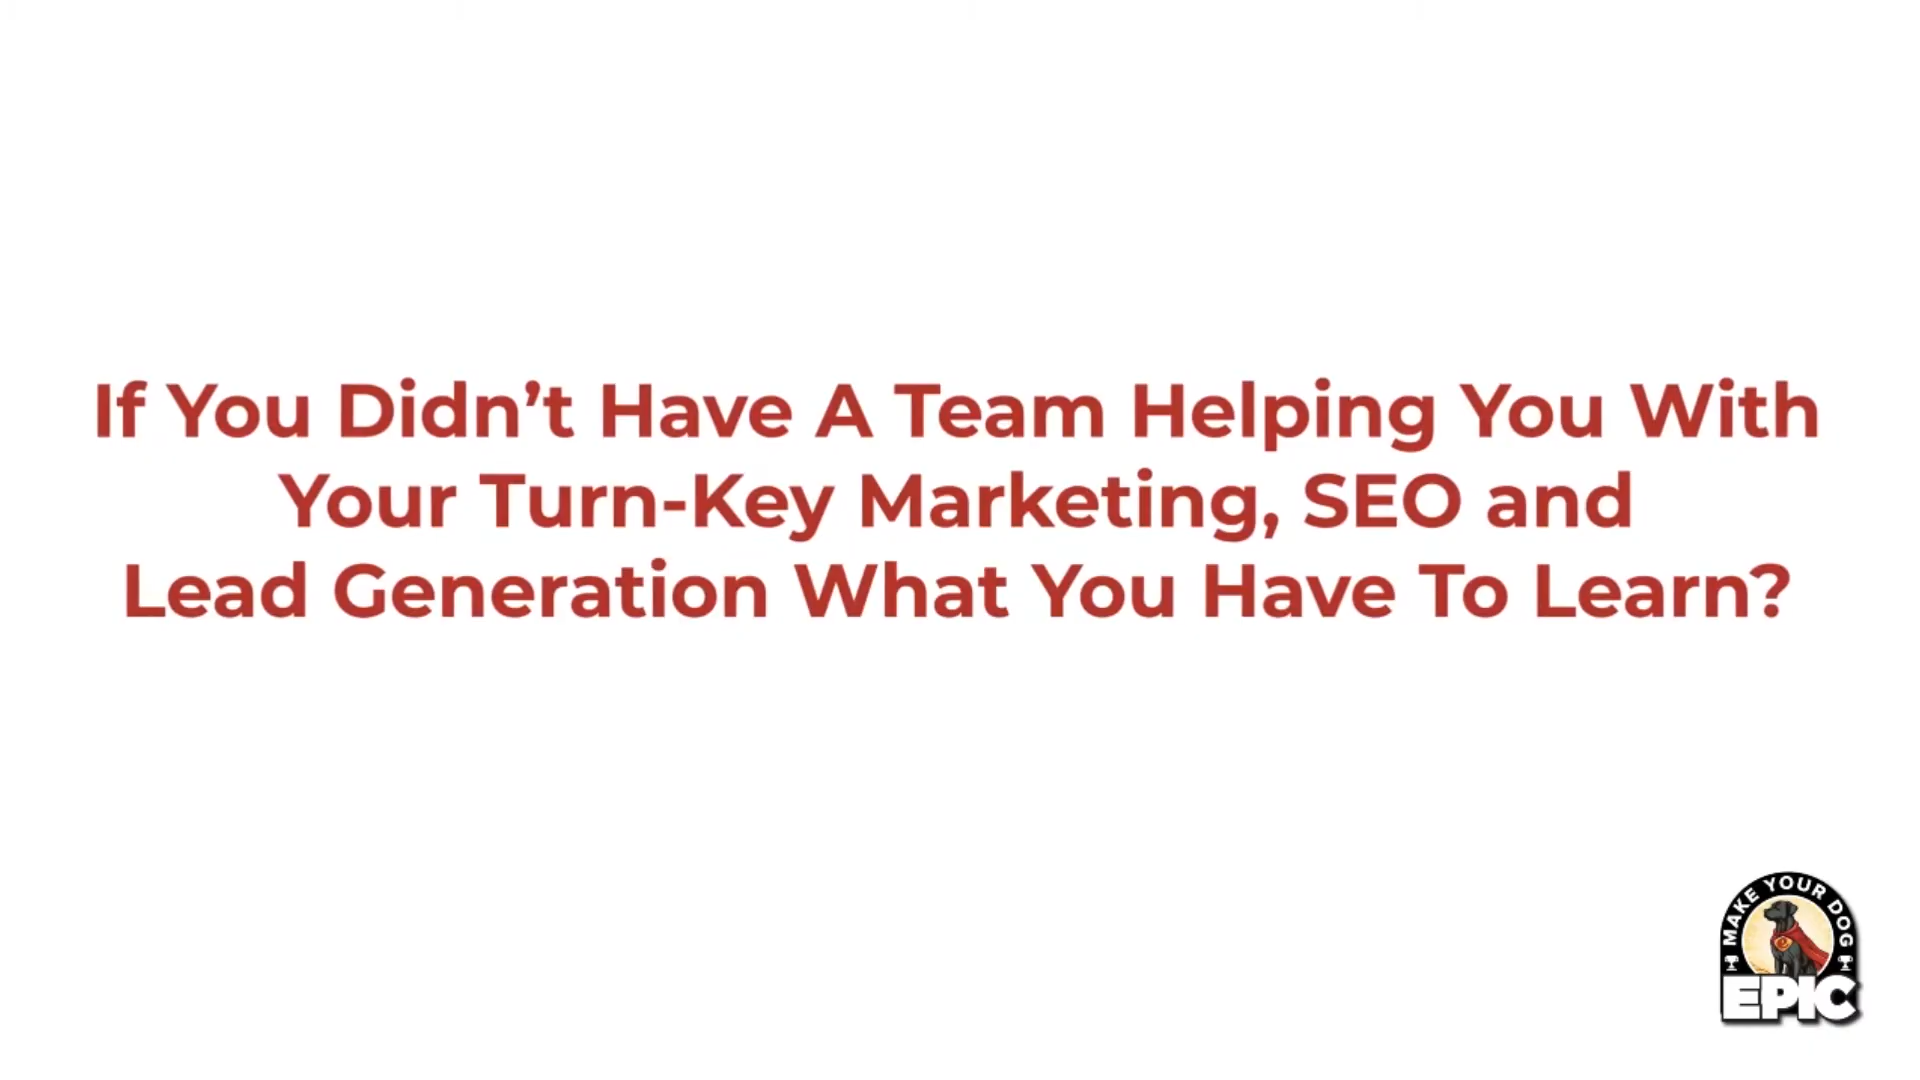 If You Didn’t Have A Team Helping You With
Your Turn-Key Marketing, SEO and
Lead Generation What You Have To Learn?
MAKE YOUR DOG
EPIC